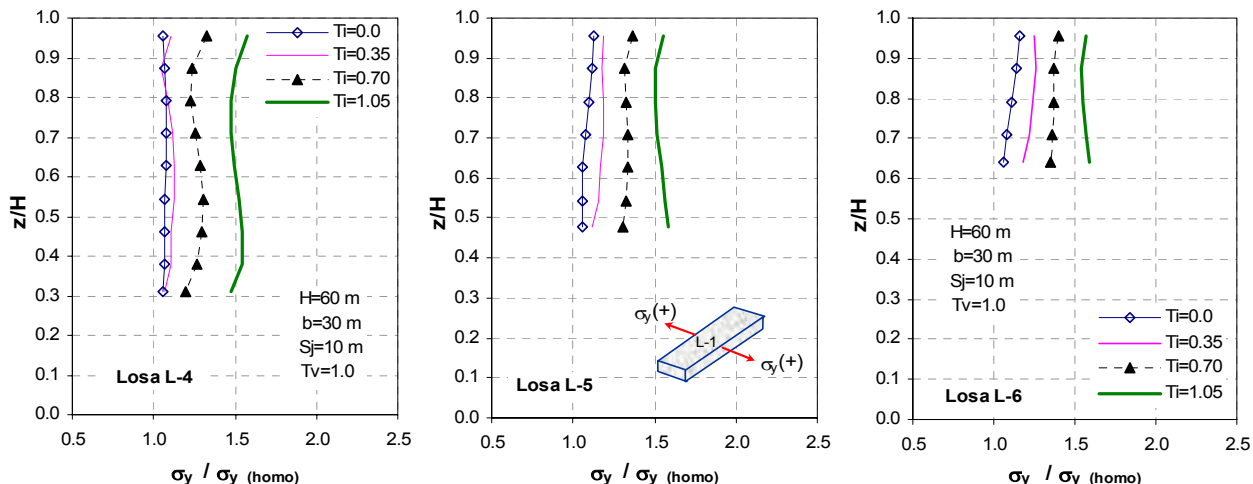 1.0
0.9
0.8
0.7
0.6
0.5
0.4
0.3
0.2
0.1
0.0
z/H
Ti=0.0
Ti=0.35
Ti=0.70
Ti=1.05
H=60 m
b=30 m
Sj=10 m
Tv=1.0
Losa L-4
0.5 1.0 1.5 2.0 2.5
σy / σy (homo)
1.0
0.9
0.8
0.7
0.6
0.5
0.4
0.3
0.2
0.1
0.0
z/H
σy(+)
L-1
σy(+)
Losa L-5
0.5 1.0 1.5 2.0 2.5
σy / σy (homo)
1.0
0.9
0.8
0.7
0.6
0.5
0.4
0.3
0.2
0.1
0.0
z/H
H=60 m
b=30 m
Sj=10 m
Tv=1.0
Ti=0.0
Ti=0.35
Ti=0.70
Ti=1.05
Losa L-6
0.5 1.0 1.5 2.0 2.5
σy / σy (homo)